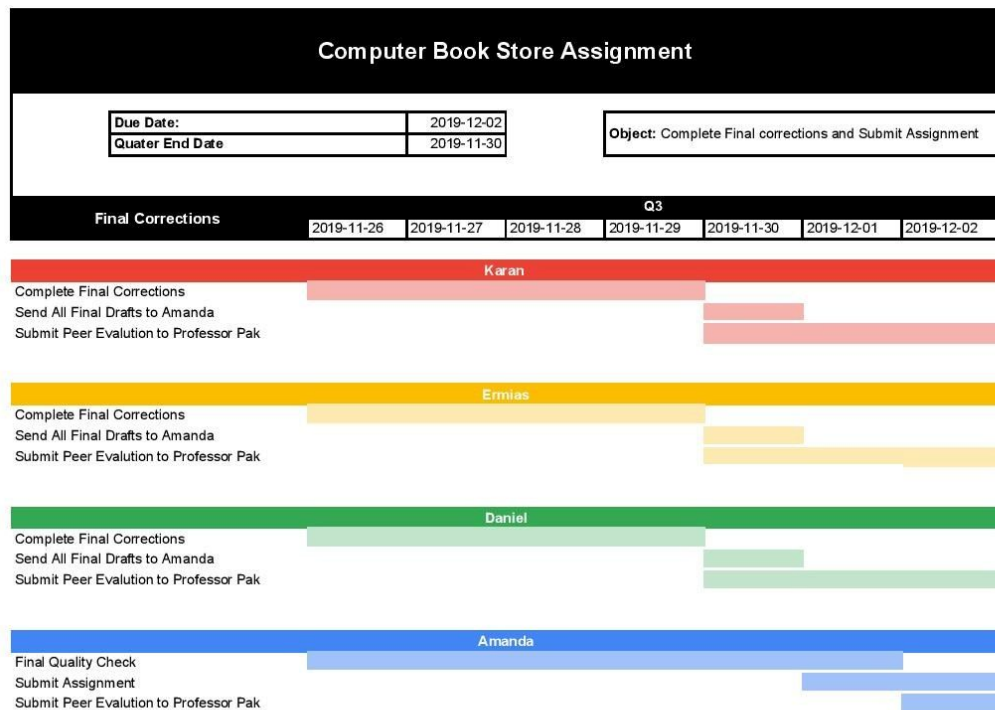 Computer Book Store Assignment
Due Date: 2019-12-02
Quater End Date 2019-11-30
Object: Complete Final corrections and Submit Assignment
Final Corrections
Q3
2019-11-26 2019-11-27 2019-11-28 2019-11-29 2019-11-30 2019-12-01 2019-12-02
Karan
Complete Final Corrections
Send All Final Drafts to Amanda
Submit Peer Evalution to Professor Pak
Ermias
Complete Final Corrections
Send All Final Drafts to Amanda
Submit Peer Evalution to Professor Pak
Daniel
Complete Final Corrections
Send All Final Drafts to Amanda
Submit Peer Evalution to Professor Pak
Amanda
Final Quality Check
Submit Assignment
Submit Peer Evalution to Professor Pak